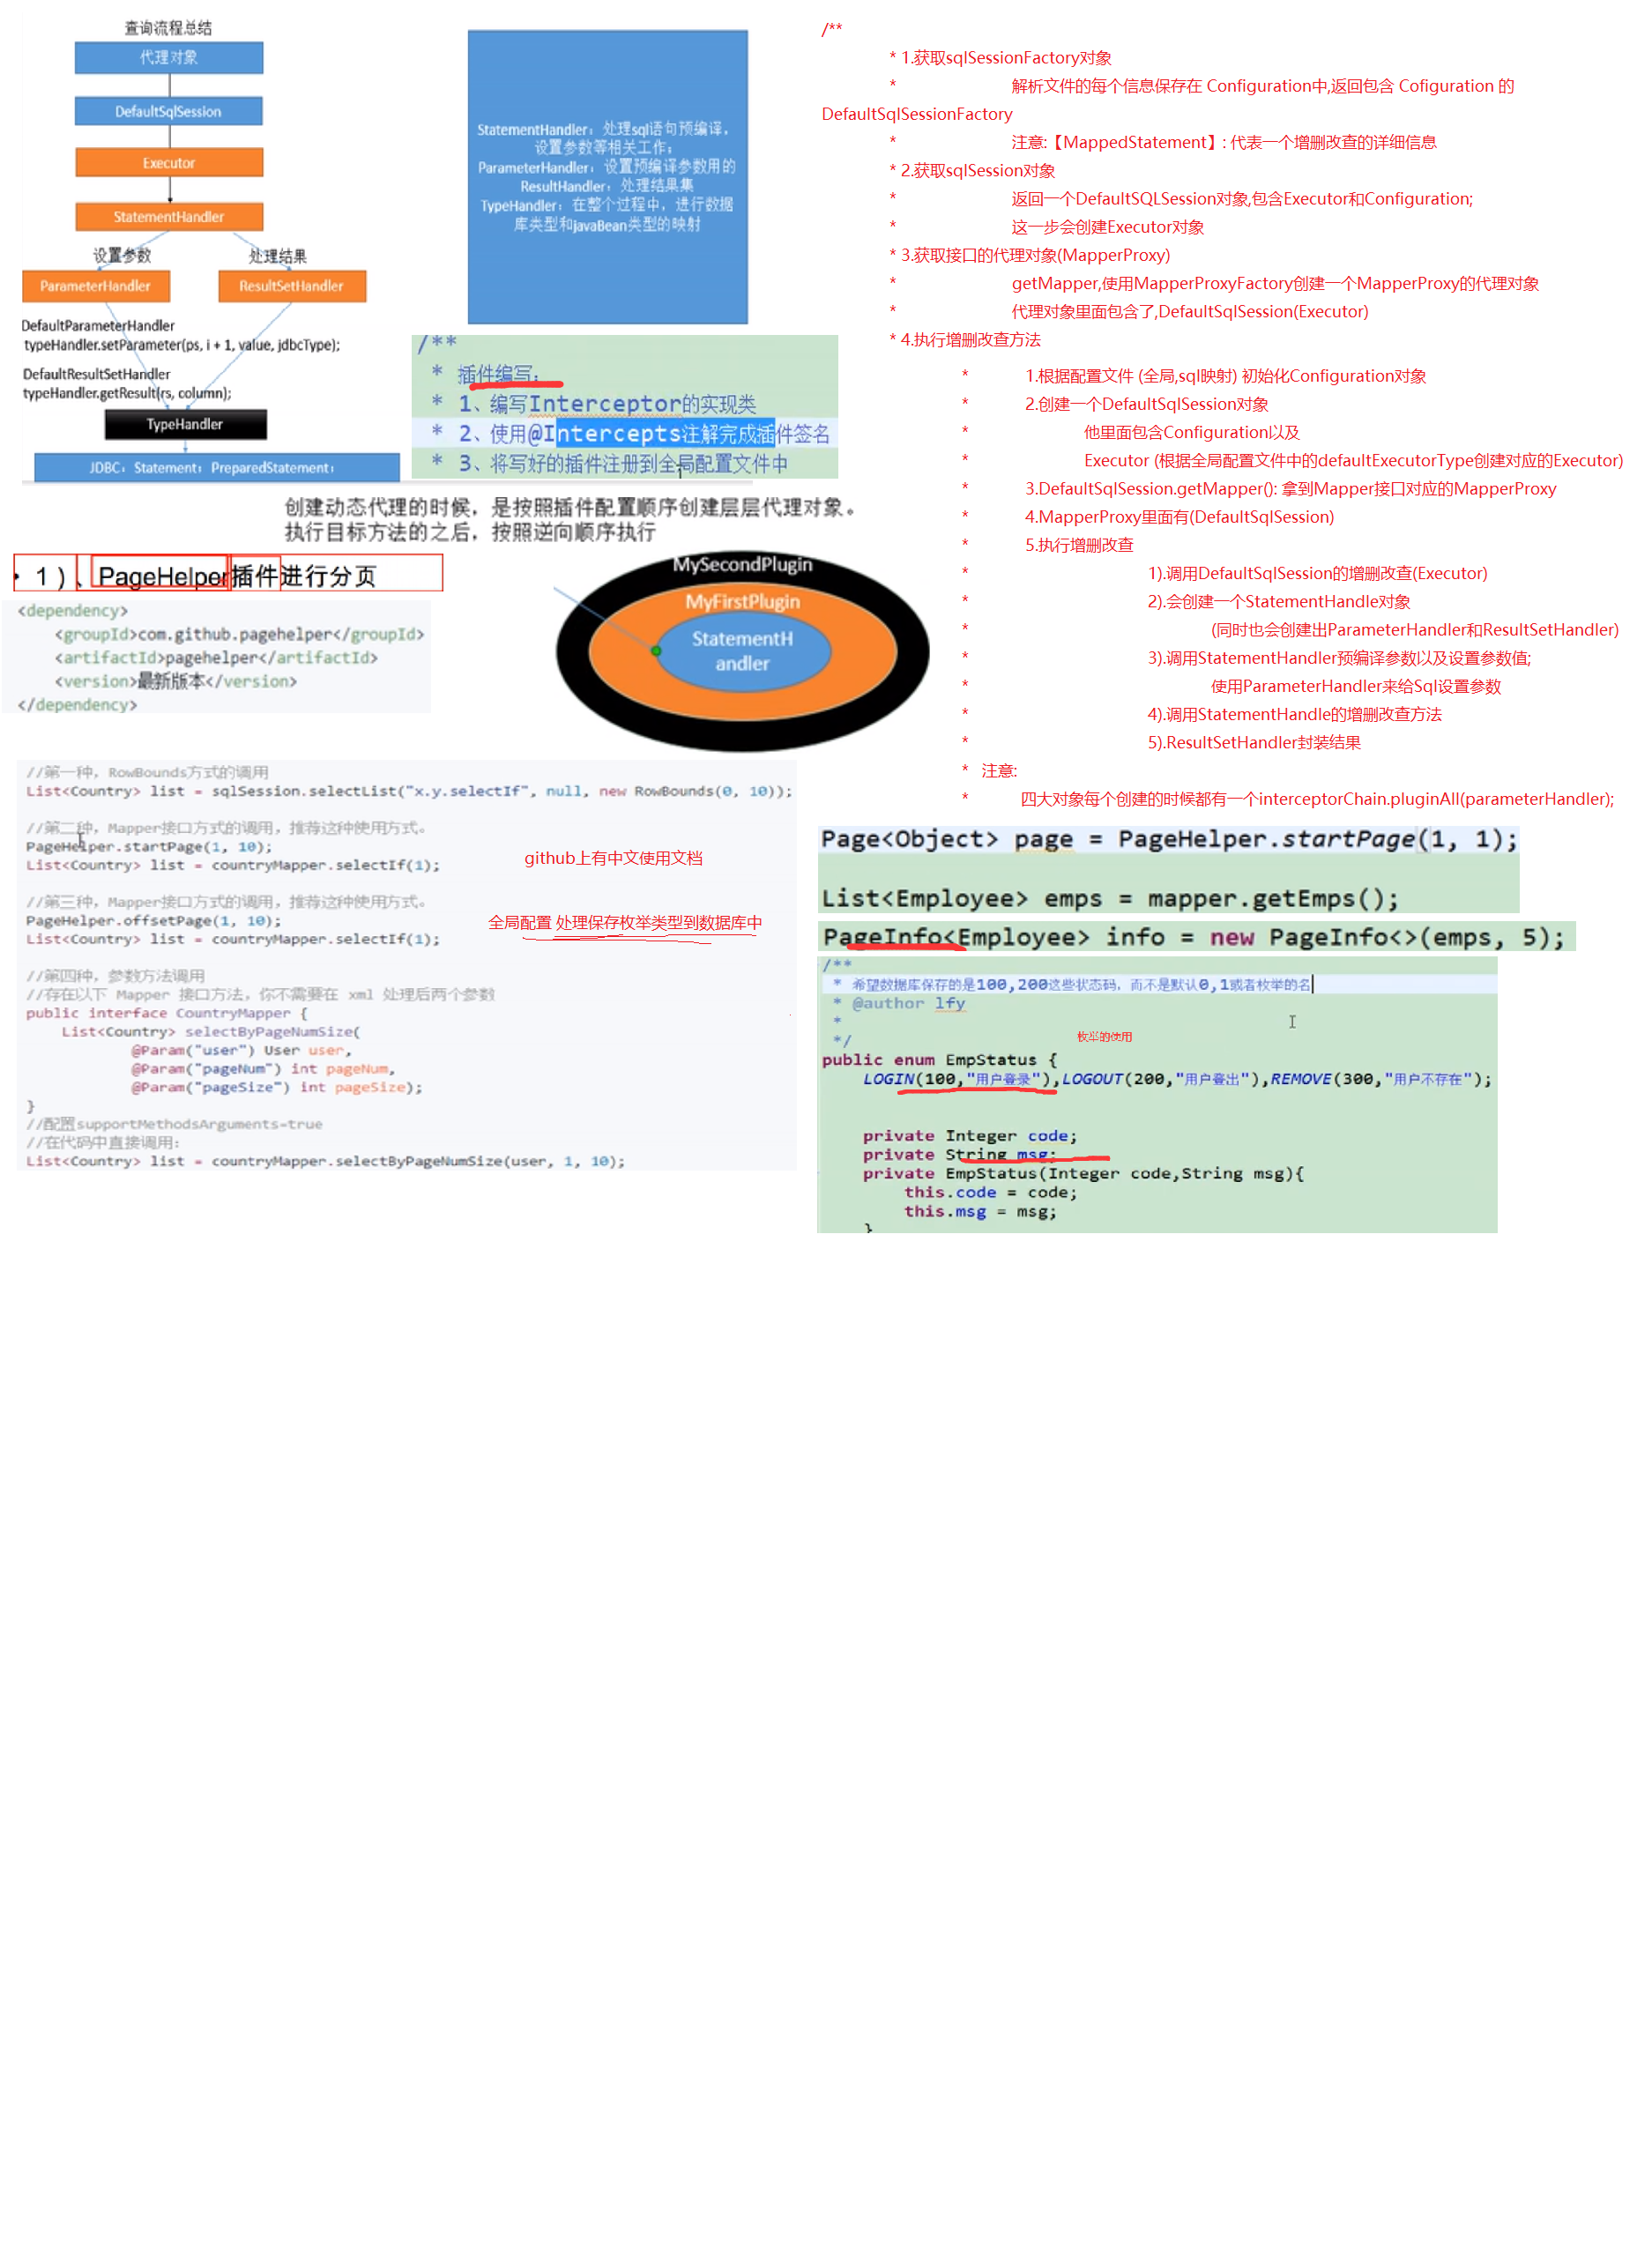 查询流程总结
代理对象
DefaultSqlSession
Executor
StatementHandler
设置参数
处理结果
ParameterHandler
ResultSetHandler
DefaultParameterHandler
typeHandler.setParameter(ps, i + 1, value, jdbcType);
DefaultResultSetHandler
typeHandler.getResult(rs, column);
TypeHandler
JDBC：Statement：PreparedStatement：
StatementHandler：处理sql语句预编译，
设置参数等相关工作；
ParameterHandler：设置预编译参数用的
ResultHandler：处理结果集
TypeHandler：在整个过程中，进行数据
库类型和javaBean类型的映射
/**
* 插件编写：
* 1、编写Interceptor的实现类
* 2、使用@Intercepts注解完成插件签名
* 3、将写好的插件注册到全局配置文件中
创建动态代理的时候，是按照插件配置顺序创建层层代理对象。
执行目标方法的之后，按照逆向顺序执行
• 1）、PageHelper插件进行分页
<dependency>
<groupId>com.github.pagehelper</groupId>
<artifactId>pagehelper</artifactId>
<version>最新版本</version>
</dependency>
MySecondPlugin
MyFirstPlugin
StatementH
andler
//第一种，RowBounds方式的调用
List<Country> list = sqlSession.selectList("x.y.selectIf", null, new RowBounds(0, 10));
//第二种，Mapper接口方式的调用，推荐这种使用方式。
PageHelper.startPage(1, 10);
List<Country> list = countryMapper.selectIf(1);
//第三种，Mapper接口方式的调用，推荐这种使用方式。
PageHelper.offsetPage(1, 10);
List<Country> list = countryMapper.selectIf(1);
//第四种，参数方法调用
//存在以下 Mapper 接口方法，你不需要在 xml 处理后两个参数
public interface CountryMapper {
List<Country> selectByPageNumSize(
@Param("user") User user,
@Param("pageNum") int pageNum,
@Param("pageSize") int pageSize);
}
//配置supportMethodsArguments=true
//在代码中直接调用：
List<Country> list = countryMapper.selectByPageNumSize(user, 1, 10);
github上有中文使用文档
全局配置 处理保存枚举类型到数据库中
/**
* 1.获取sqlSessionFactory对象
* 解析文件的每个信息保存在 Configuration中,返回包含 Cofiguration 的
DefaultSqlSessionFactory
* 注意:【MappedStatement】: 代表一个增删改查的详细信息
* 2.获取sqlSession对象
* 返回一个DefaultSQLSession对象,包含Executor和Configuration;
* 这一步会创建Executor对象
* 3.获取接口的代理对象(MapperProxy)
* getMapper,使用MapperProxyFactory创建一个MapperProxy的代理对象
* 代理对象里面包含了,DefaultSqlSession(Executor)
* 4.执行增删改查方法
* 1.根据配置文件 (全局,sql映射) 初始化Configuration对象
* 2.创建一个DefaultSqlSession对象
* 他里面包含Configuration以及
* Executor (根据全局配置文件中的defaultExecutorType创建对应的Executor)
* 3.DefaultSqlSession.getMapper(): 拿到Mapper接口对应的MapperProxy
* 4.MapperProxy里面有(DefaultSqlSession)
* 5.执行增删改查
* 1).调用DefaultSqlSession的增删改查(Executor)
* 2).会创建一个StatementHandle对象
* (同时也会创建出ParameterHandler和ResultSetHandler)
* 3).调用StatementHandler预编译参数以及设置参数值;
* 使用ParameterHandler来给Sql设置参数
* 4).调用StatementHandle的增删改查方法
* 5).ResultSetHandler封装结果
* 注意:
* 四大对象每个创建的时候都有一个interceptorChain.pluginAll(parameterHandler);
Page<Object> page = PageHelper.startPage(1, 1);
List<Employee> emps = mapper.getEmps();
PageInfo<Employee> info = new PageInfo<>(emps, 5);
/**
* 希望数据库保存的是100,200这些状态码，而不是默认0,1或者枚举的名
* @author lfy
*
*/
枚举的使用
public enum EmpStatus {
LOGIN(100,"用户登录"),LOGOUT(200,"用户登出"),REMOVE(300,"用户不存在");
private Integer code;
private String msg;
private EmpStatus(Integer code,String msg){
this.code = code;
this.msg = msg;
}